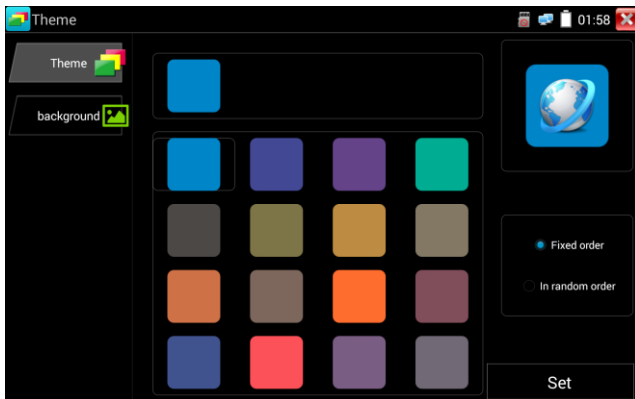 Theme
01:58
Theme
background
Fixed order
In random order
Set